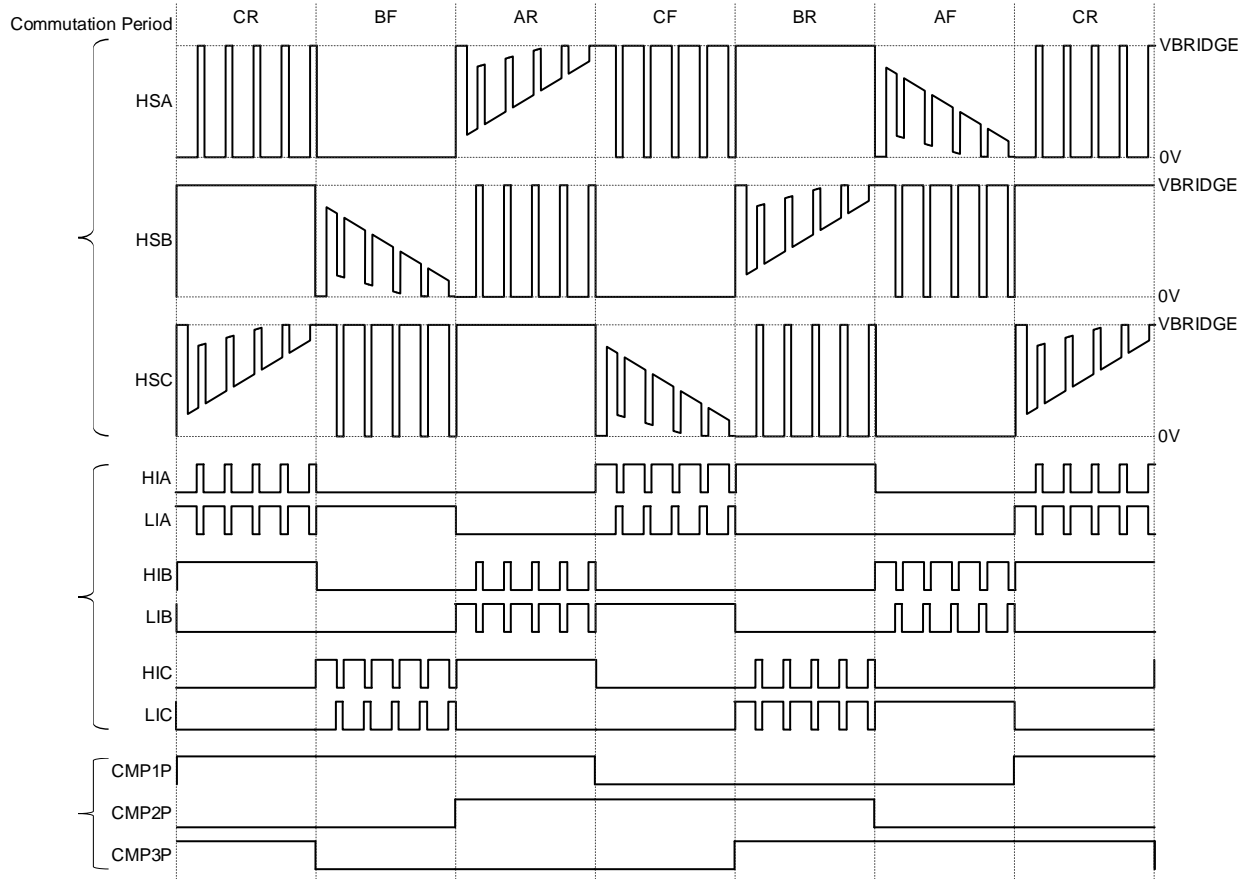 Commutation Period CR BF AR CF BR AF CR
VBRIDGE
HSA
0V
VBRIDGE
HSB
0V
VBRIDGE
HSC
0V
HIA
LIA
HIB
LIB
HIC
LIC
CMP1P
CMP2P
CMP3P